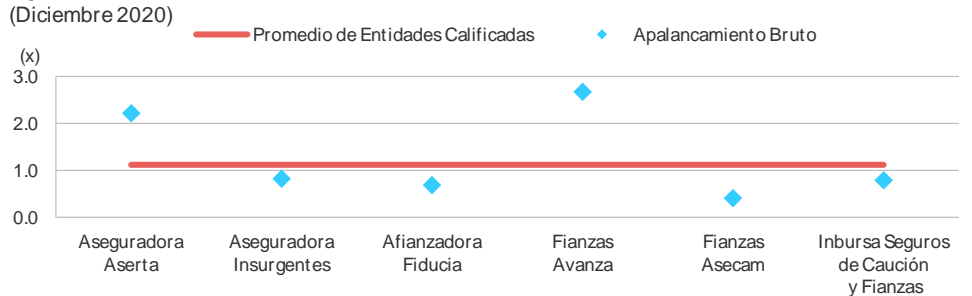 (Diciembre 2020)
Promedio de Entidades Calificadas
Apalancamiento Bruto
(x)
3.0
2.0
1.0
0.0
Aseguradora
Aserta
Aseguradora
Insurgentes
Afianzadora
Fiducia
Fianzas
Avanza
Fianzas
Asecam
Inbursa Seguros
de Caución
y Fianzas